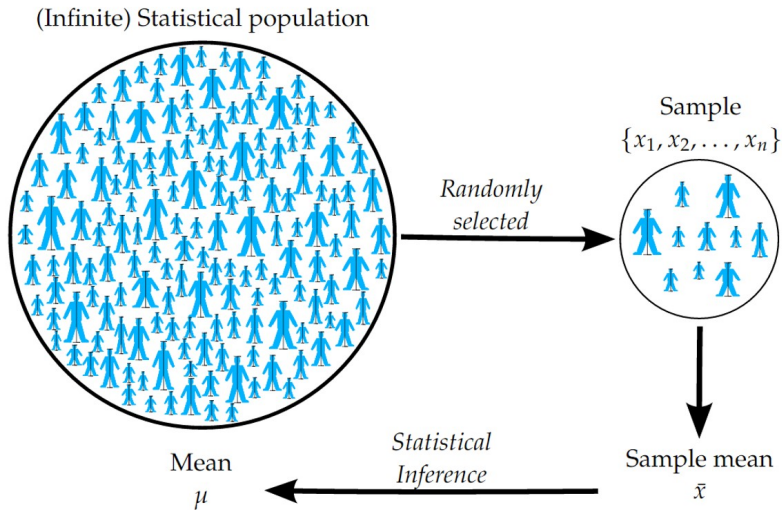 (Infinite) Statistical population
Sample
{x₁, x₂, . . . , xₙ}
Randomly
selected
Statistical
Inference
Mean
μ
Sample mean
x̄